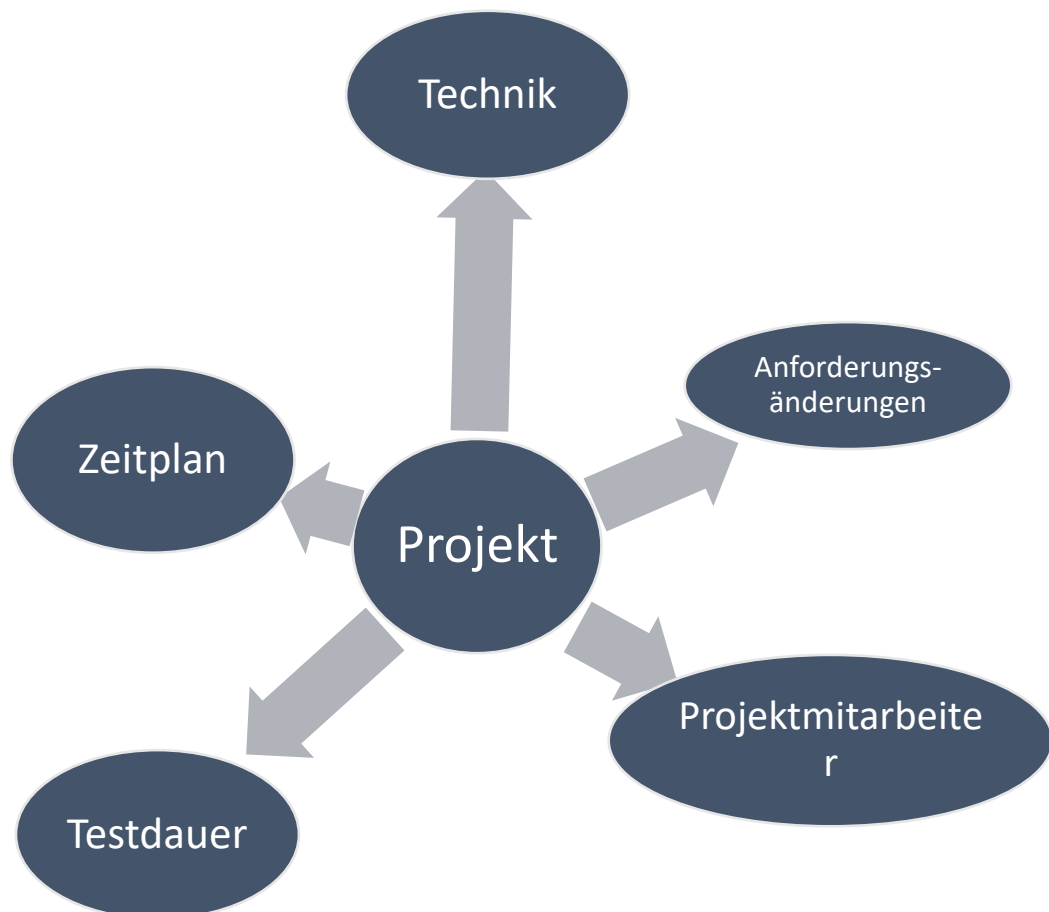 Technik
Anforderungs-
änderungen
Zeitplan
Projekt
Projektmitarbeite
r
Testdauer